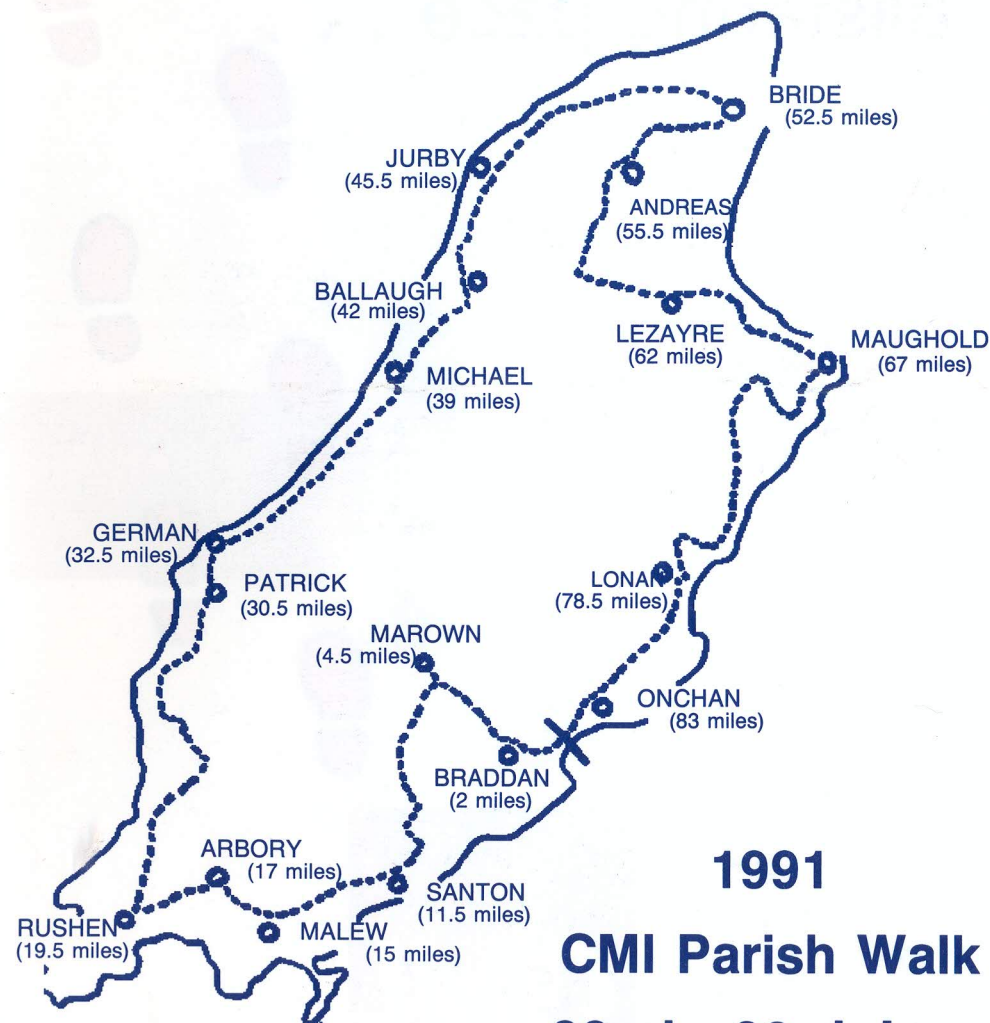 BRIDE
(52.5 miles)
JURBY
(45.5 miles)
ANDREAS
(55.5 miles)
BALLAUGH
(42 miles)
LEZAYRE
(62 miles)
MAUGHOLD
(67 miles)
MICHAEL
(39 miles)
GERMAN
(32.5 miles)
PATRICK
(30.5 miles)
LONAN
(78.5 miles)
MAROWN
(4.5 miles)
ONCHAN
(83 miles)
BRADDAN
(2 miles)
ARBORY
(17 miles)
SANTON
(11.5 miles)
RUSHEN
(19.5 miles)
MALEW
(15 miles)
1991
CMI Parish Walk